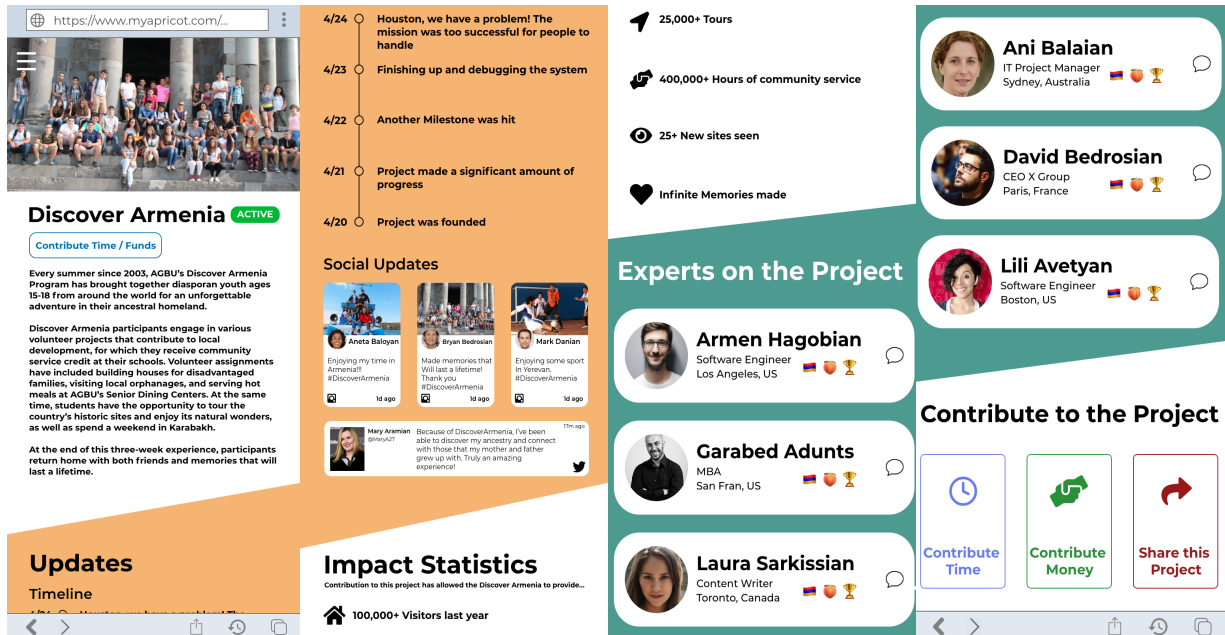 https://www.myapricot.com/...
Discover Armenia ACTIVE
Contribute Time / Funds
Every summer since 2003, AGBU's Discover Armenia
Program has brought together diasporan youth ages
15-18 from around the world for an unforgettable
adventure in their ancestral homeland.
Discover Armenia participants engage in various
volunteer projects that contribute to local
development, for which they receive community
service credit at their schools. Volunteer assignments
have included building houses for disadvantaged
families, visiting local orphanages, and serving hot
meals at AGBU's Senior Dining Centers. At the same
time, students have the opportunity to tour the
country's historic sites and enjoy its natural wonders,
as well as spend a weekend in Karabakh.
At the end of this three-week experience, participants
return home with both friends and memories that will
last a lifetime.
Updates
Timeline
4/24 Houston, we have a problem! The
4/24 Houston, we have a problem! The
mission was too successful for people to
handle
4/23 Finishing up and debugging the system
4/22 Another Milestone was hit
4/21 Project made a significant amount of
progress
4/20 Project was founded
Social Updates
Aneta Baloyan
Enjoying my time in
Armenia!!!
#DiscoverArmenia
1d ago
Bryan Bedrosian
Made memories that
Will last a lifetime!
Thank you
#DiscoverArmenia
1d ago
Mark Danian
Enjoying some sport
In Yerevan.
#DiscoverArmenia
1d ago
Mary Aramian
@MaryA27
17m ago
Because of DiscoverArmenia, I've been
able to discover my ancestry and connect
with those that my mother and father
grew up with. Truly an amazing
experience!
Impact Statistics
Contribution to this project has allowed the Discover Armenia to provide...
100,000+ Visitors last year
25,000+ Tours
400,000+ Hours of community service
25+ New sites seen
Infinite Memories made
Experts on the Project
Armen Hagobian
Software Engineer
Los Angeles, US
Garabed Adunts
MBA
San Fran, US
Laura Sarkissian
Content Writer
Toronto, Canada
Ani Balaian
IT Project Manager
Sydney, Australia
David Bedrosian
CEO X Group
Paris, France
Lili Avetyan
Software Engineer
Boston, US
Contribute to the Project
Contribute
Time
Contribute
Money
Share this
Project